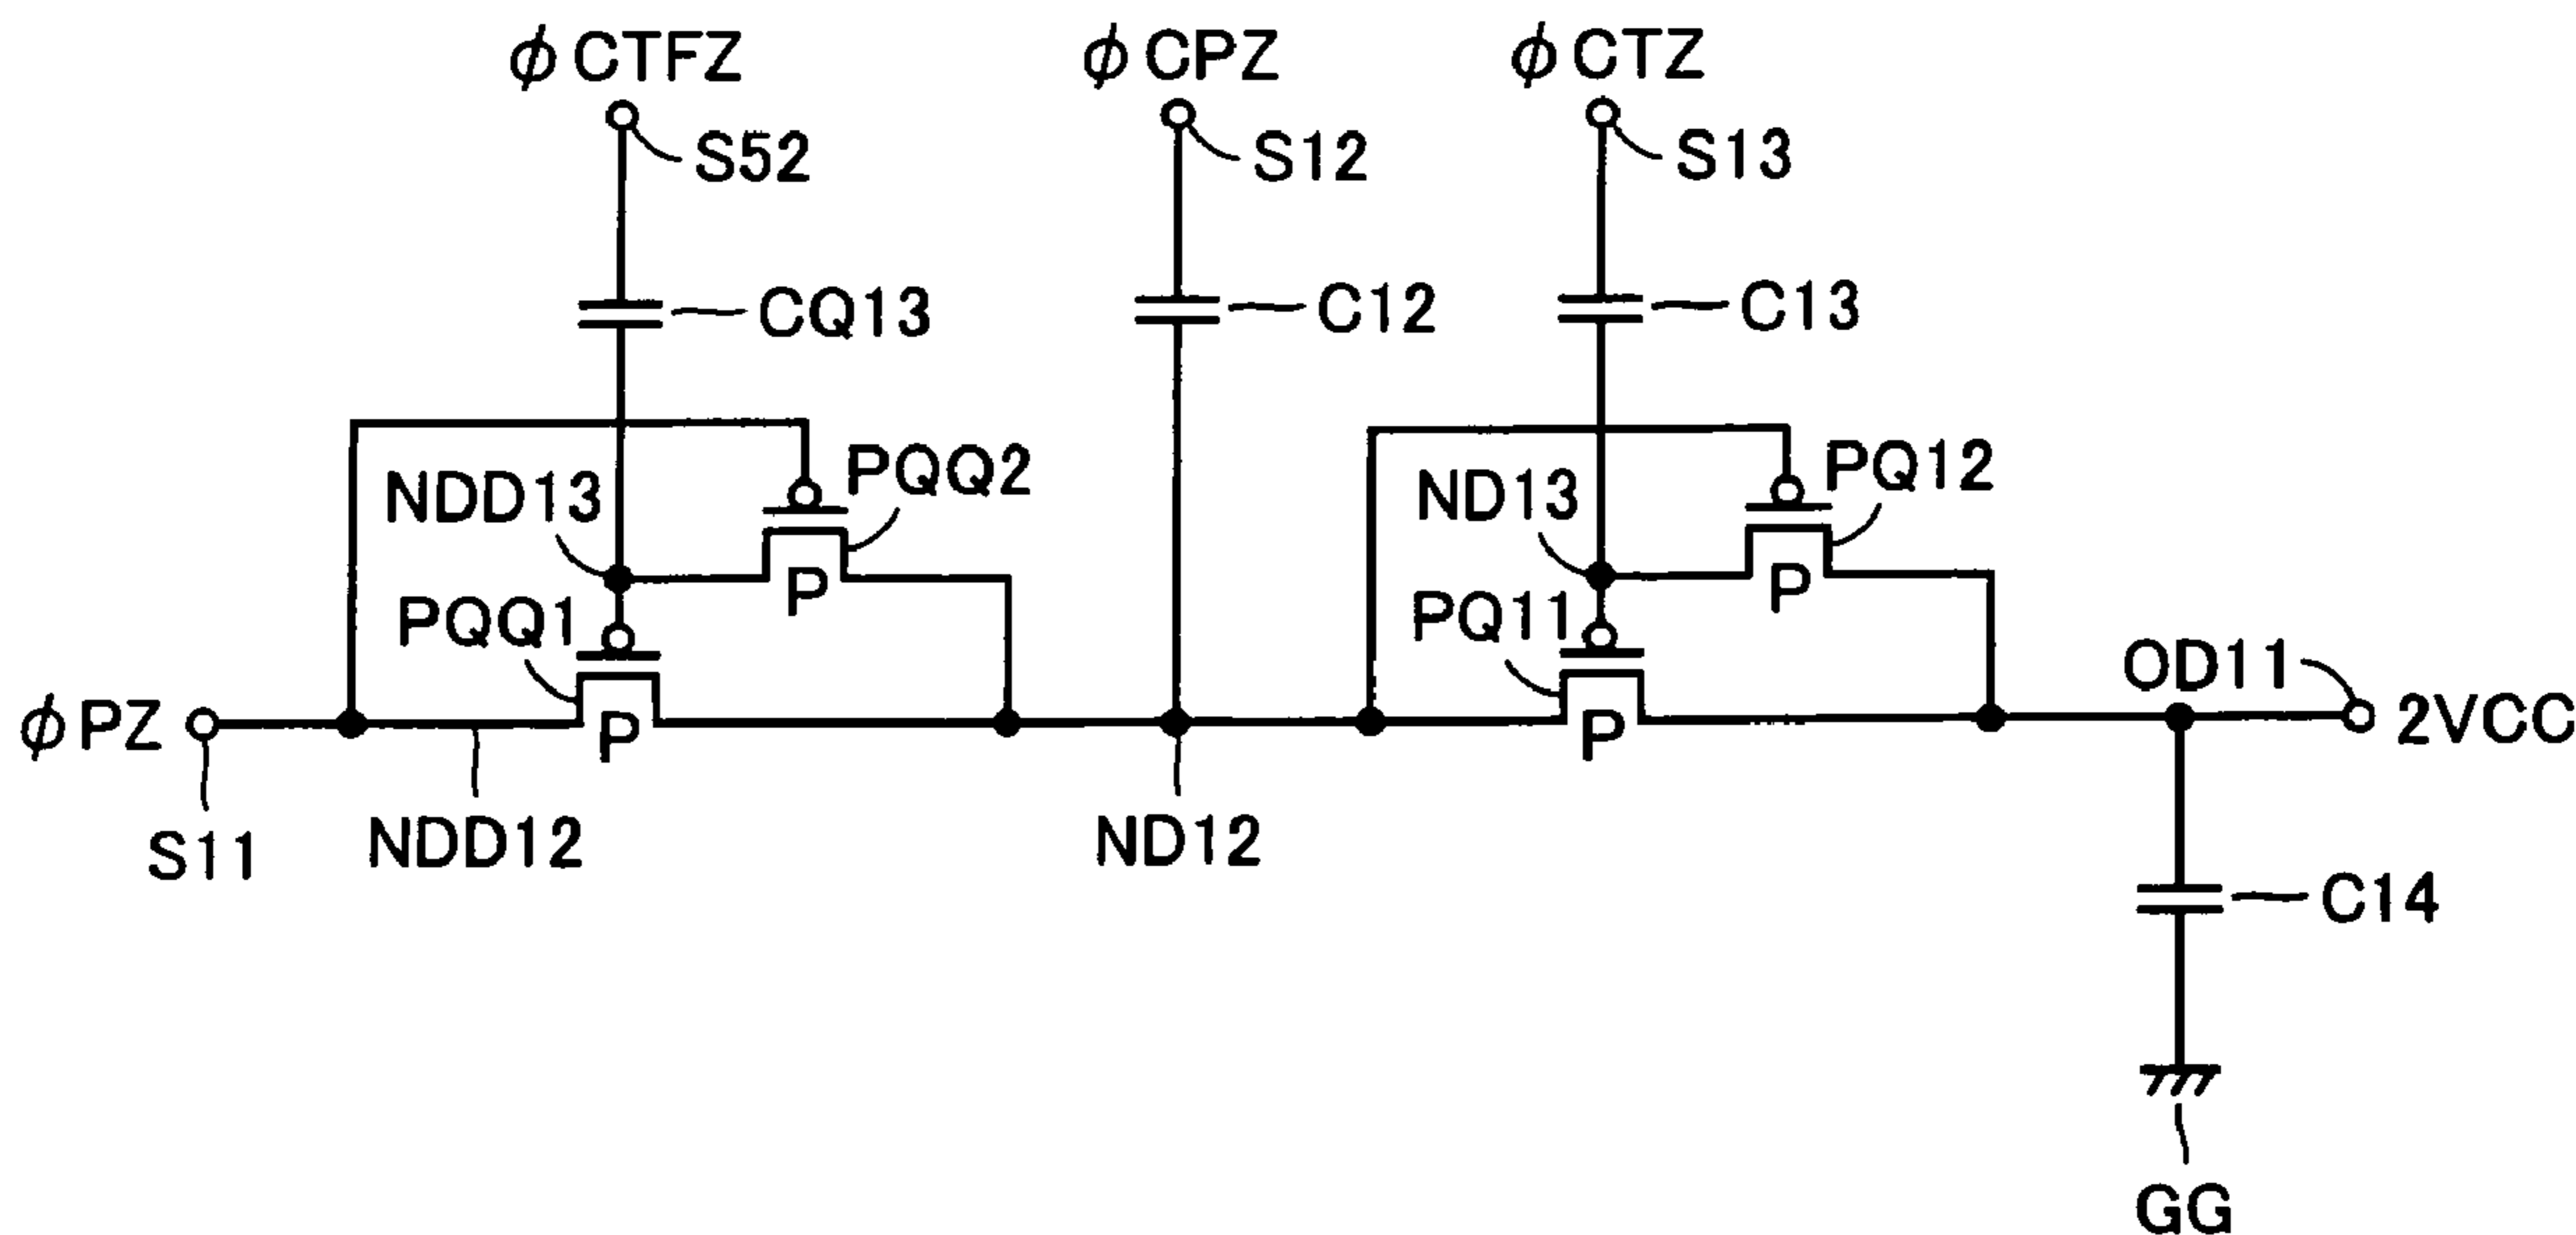 φCTFZ
φCPZ
φCTZ
S52
S12
S13
CQ13
C12
C13
NDD13
PQQ2
ND13
PQ12
P
P
PQQ1
PQ11
OD11
φPZ
P
P
2VCC
S11
NDD12
ND12
C14
GG